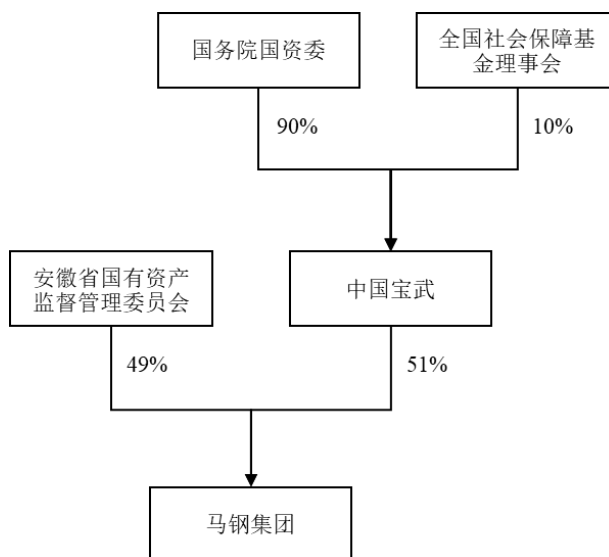 国务院国资委
全国社会保障基
金理事会
90%
10%
安徽省国有资产
监督管理委员会
中国宝武
49%
51%
马钢集团